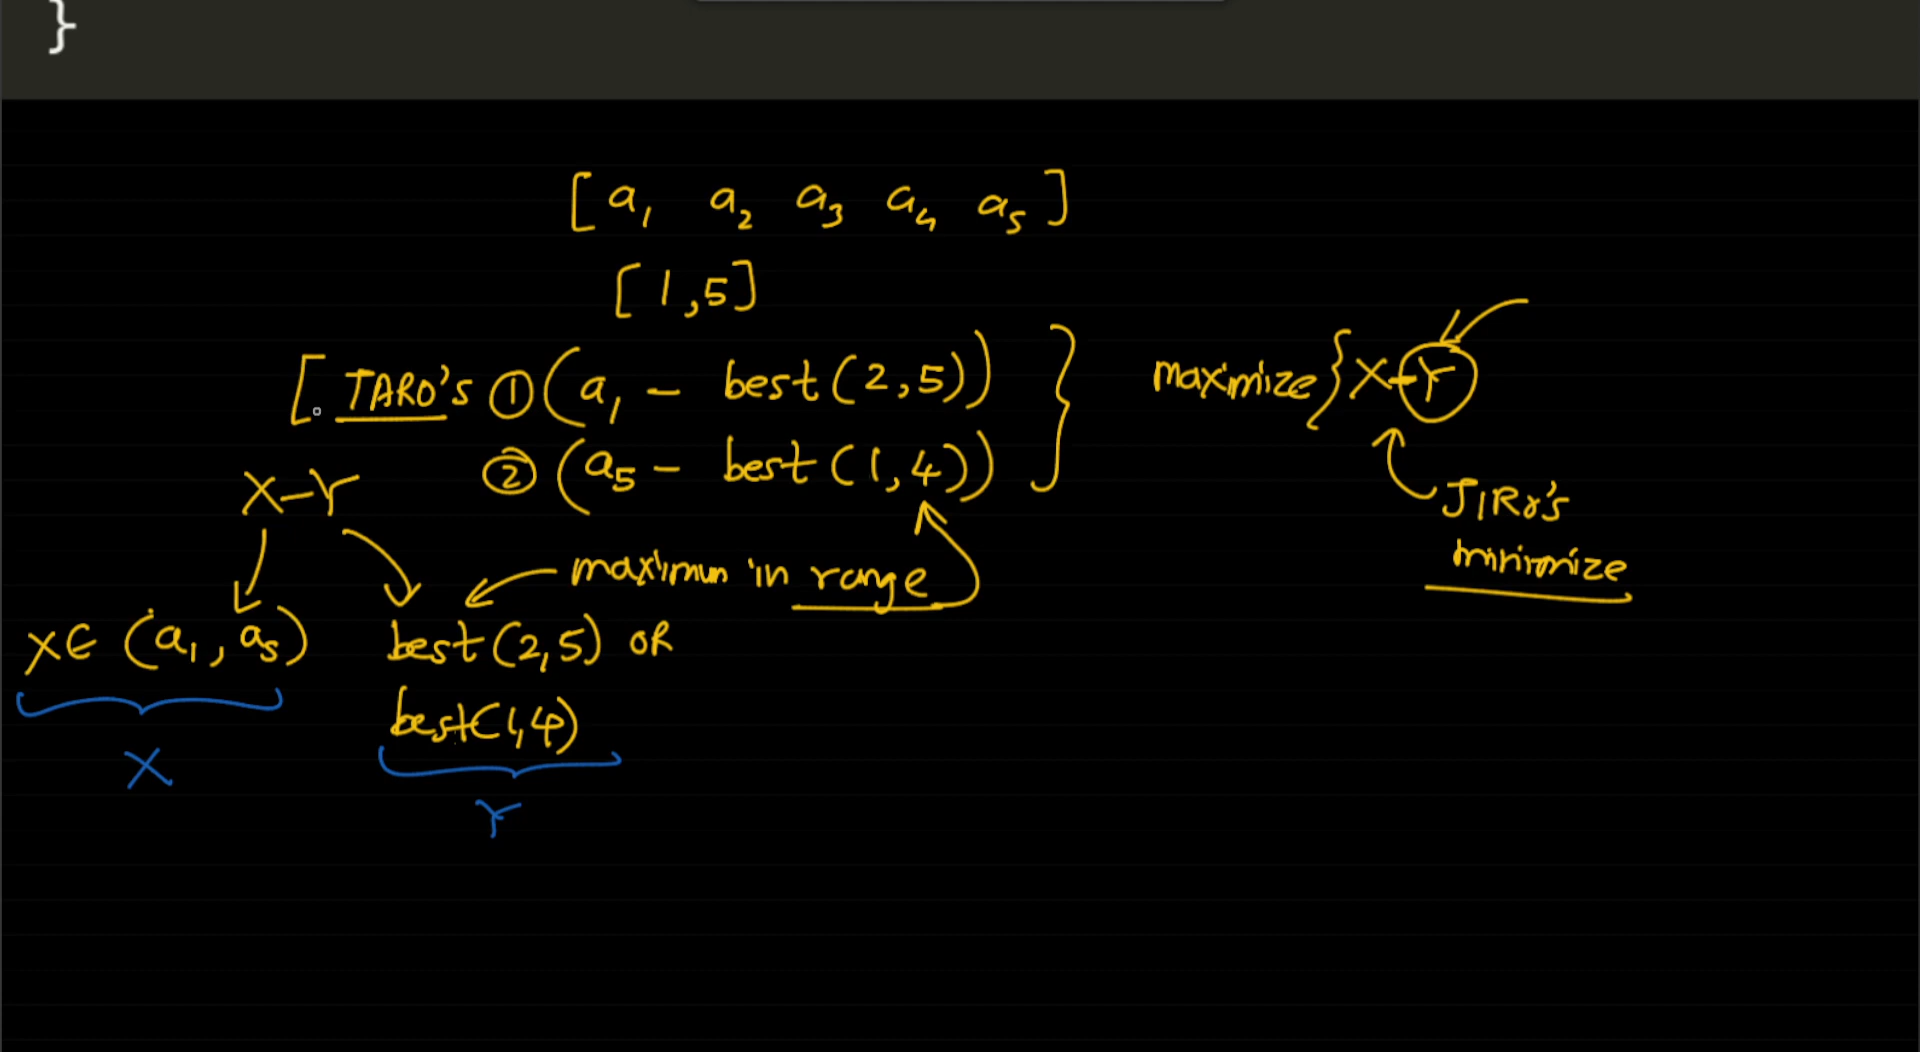 }
[ a1 a2 a3 a4 a5 ]
[1,5]
[ TARO's ① (a1 - best(2,5)) } maximize { X-Y
② (a5 - best(1,4))
X-Y
JIRO's
minimize
maximum in range
X∈ (a1, a5) best(2,5) OR
best(1,4)
X
Y